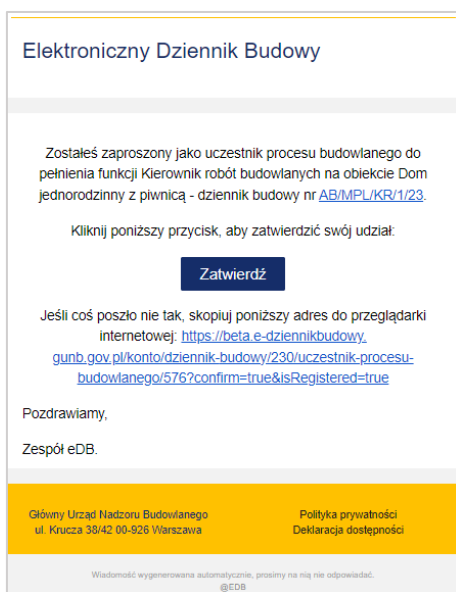 Elektroniczny Dziennik Budowy
Zostałeś zaproszony jako uczestnik procesu budowlanego do
pełnienia funkcji Kierownik robót budowlanych na obiekcie Dom
jednorodzinny z piwnicą - dziennik budowy nr AB/MPL/KR/1/23.
Kliknij poniższy przycisk, aby zatwierdzić swój udział:
Zatwierdź
Jeśli coś poszło nie tak, skopiuj poniższy adres do przeglądarki
internetowej: https://beta.e-dziennikbudowy.
gunb.gov.pl/konto/dziennik-budowy/230/uczestnik-procesu-
budowlanego/576?confirm=true&isRegistered=true
Pozdrawiamy,
Zespół eDB.
Główny Urząd Nadzoru Budowlanego
ul. Krucza 38/42 00-926 Warszawa
Polityka prywatności
Deklaracja dostępności
Wiadomość wygenerowana automatycznie, prosimy na nią nie odpowiadać.
@EDB